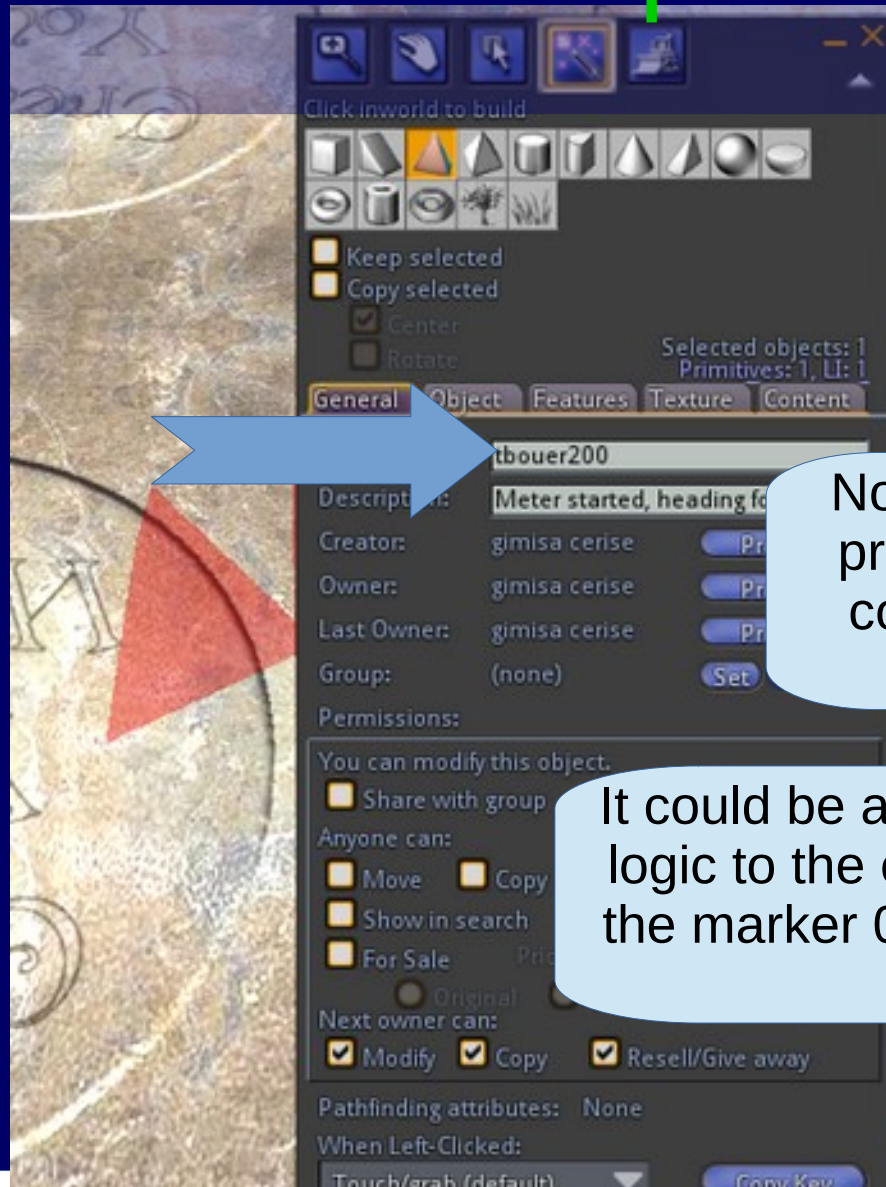 Click inworld to build
Keep selected
Copy selected
Center
Rotate
Selected objects: 1
Primitives: 1, LI: 1
General Object Features Texture Content
tbouer200
Meter started, heading fo
Creator: gimisa cerise
Owner: gimisa cerise
Last Owner: gimisa cerise
Group: (none) Set
Permissions:
You can modify this object.
Share with group
Anyone can:
Move Copy
Show in search
For Sale
Original
Next owner can:
Modify Copy Resell/Give away
Pathfinding attributes: None
When Left-Clicked:
Touch/grab (default) Copy Key
It could be a
logic to the
the marker